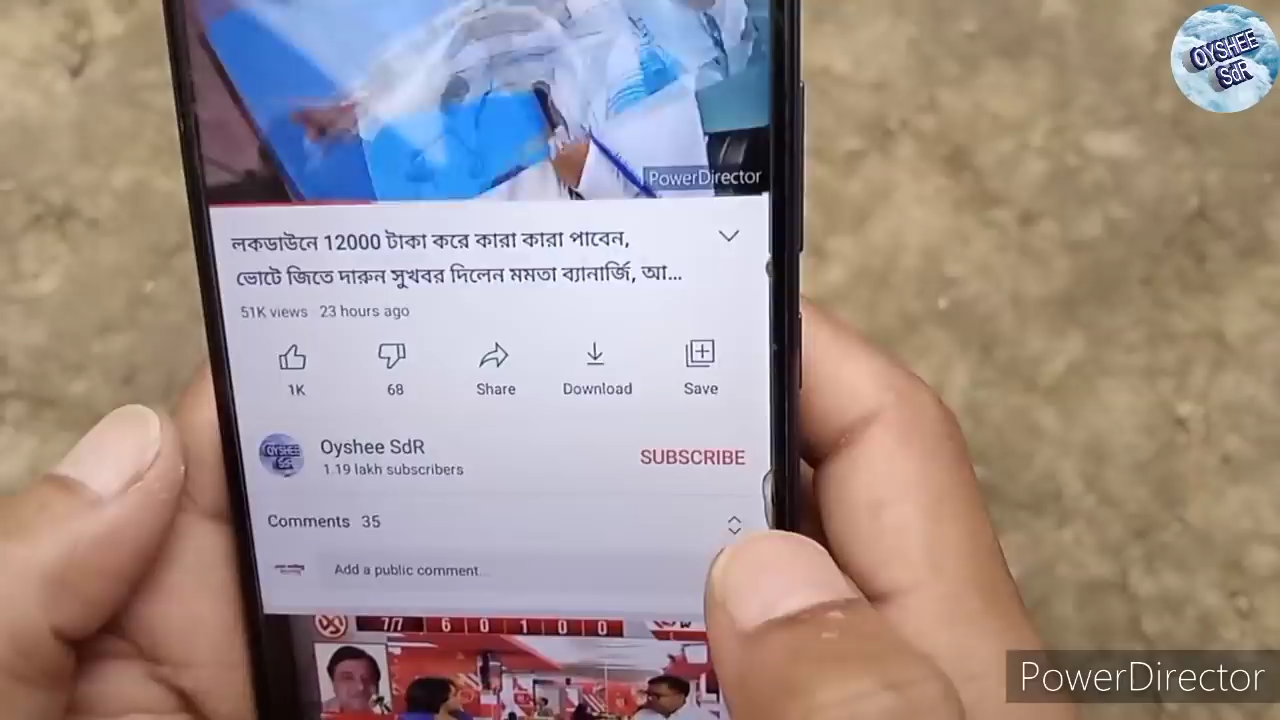 OYSHEE
SdR
PowerDirector
লকডাউনে 12000 টাকা করে কারা কারা পাবেন,
ভোটে জিতে দারুন সুখবর দিলেন মমতা ব্যানার্জি, আ...
51K views 23 hours ago
1K
68
Share
Download
Save
OYSHEE
SdR
Oyshee SdR
1.19 lakh subscribers
SUBSCRIBE
Comments 35
Add a public comment...
7/7 6 0 1 0 0
PowerDirector